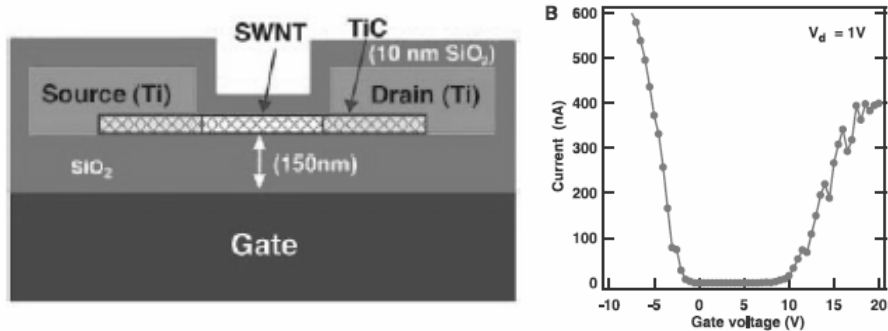 SWNT
TiC
(10 nm SiO₂)
Source (Ti)
Drain (Ti)
SiO₂
(150nm)
Gate
B
V_d = 1V
Current (nA)
600
500
400
300
200
100
0
-10
-5
0
5
10
15
20
Gate voltage (V)